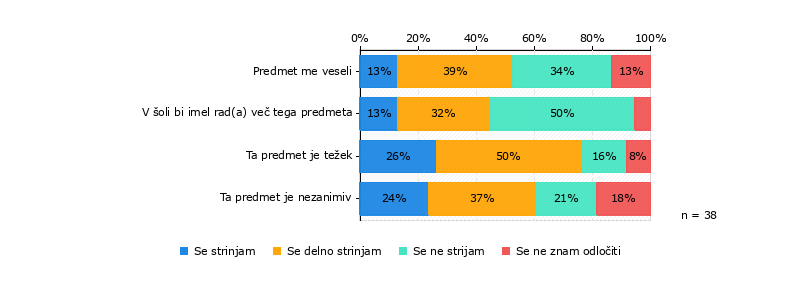 0% 20% 40% 60% 80% 100%
Predmet me veseli 13% 39% 34% 13%
V šoli bi imel rad(a) več tega predmeta 13% 32% 50%
Ta predmet je težek 26% 50% 16% 8%
Ta predmet je nezanimiv 24% 37% 21% 18%
n = 38
Se strinjam Se delno strinjam Se ne strijam Se ne znam odločiti